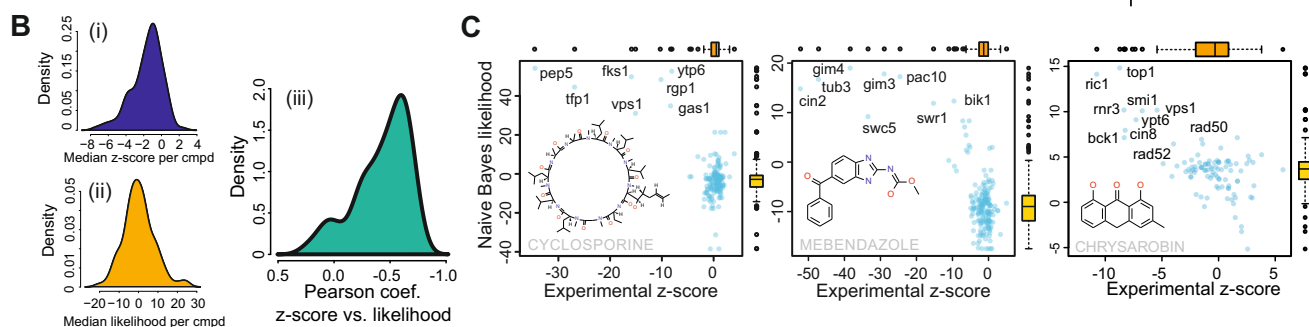 B
(i)
Density
0.25
0.15
0.05
0
-8 -6 -4 -2 0 2 4
Median z-score per cmpd
(ii)
Density
0.05
0.03
0.01
0
-20 -10 0 10 20 30
Median likelihood per cmpd
(iii)
Density
2.0
1.5
1.0
0.5
0
0.5 0.0 -0.6 -1.0
Pearson coef.
z-score vs. likelihood
C
Naive Bayes likelihood
40
20
0
-20
-40
pep5 fks1 ytp6
rgp1
tfp1 vps1 gas1
CYCLOSPORINE
-30 -20 -10 0
Experimental z-score
20
10
0
-10
gim4 gim3 pac10
tub3
cin2 bik1
swc5 swr1
MEBENDAZOLE
-50 -40 -30 -20 -10 0
Experimental z-score
15
10
5
0
-5
ric1 top1
rnr3 smi1 vps1
ypt6
bck1 cin8 rad50
rad52
CHRYSAROBIN
-10 -5 0 5
Experimental z-score